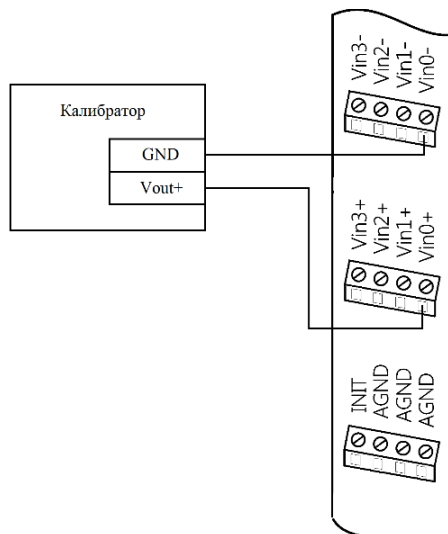 Калибратор
GND
Vout+
Vin3-
Vin2-
Vin1-
Vin0-
Vin3+
Vin2+
Vin1+
Vin0+
INIT
AGND
AGND
AGND